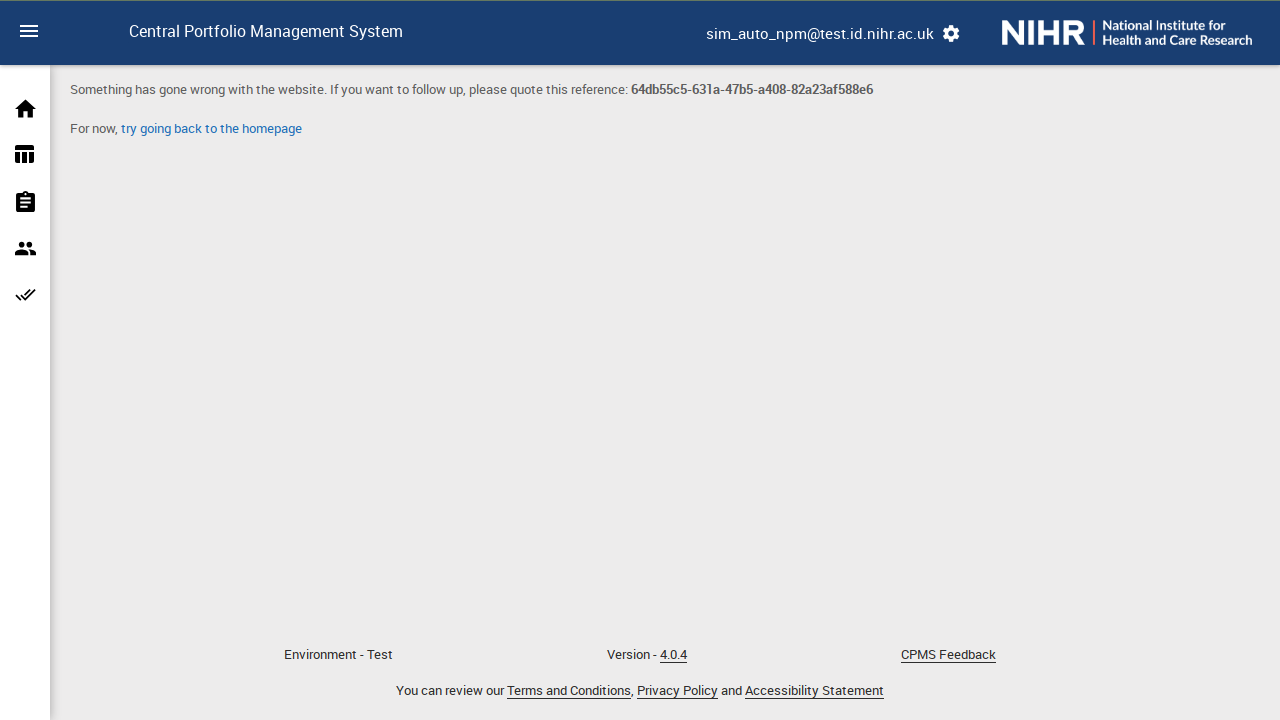 Central Portfolio Management System
sim_auto_npm@test.id.nihr.ac.uk
NIHR | National Institute for
Health and Care Research
Something has gone wrong with the website. If you want to follow up, please quote this reference: 64db55c5-631a-47b5-a408-82a23af588e6
For now, try going back to the homepage
Environment - Test
Version - 4.0.4
CPMS Feedback
You can review our Terms and Conditions, Privacy Policy and Accessibility Statement